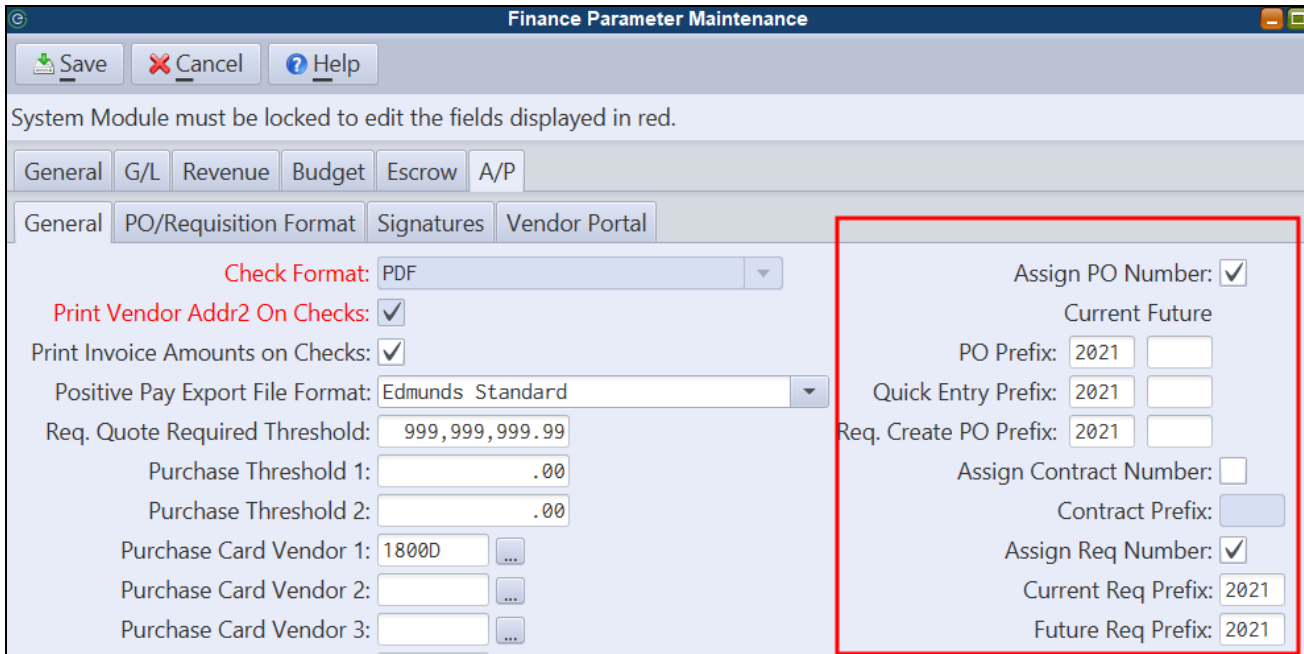 Finance Parameter Maintenance
Save Cancel Help
System Module must be locked to edit the fields displayed in red.
General G/L Revenue Budget Escrow A/P
General PO/Requisition Format Signatures Vendor Portal
Check Format: PDF
Print Vendor Addr2 On Checks:
Print Invoice Amounts on Checks:
Positive Pay Export File Format: Edmunds Standard
Req. Quote Required Threshold: 999,999,999.99
Purchase Threshold 1: .00
Purchase Threshold 2: .00
Purchase Card Vendor 1: 1800D ...
Purchase Card Vendor 2: ...
Purchase Card Vendor 3: ...
Assign PO Number:
Current Future
PO Prefix: 2021
Quick Entry Prefix: 2021
Req. Create PO Prefix: 2021
Assign Contract Number:
Contract Prefix:
Assign Req Number:
Current Req Prefix: 2021
Future Req Prefix: 2021